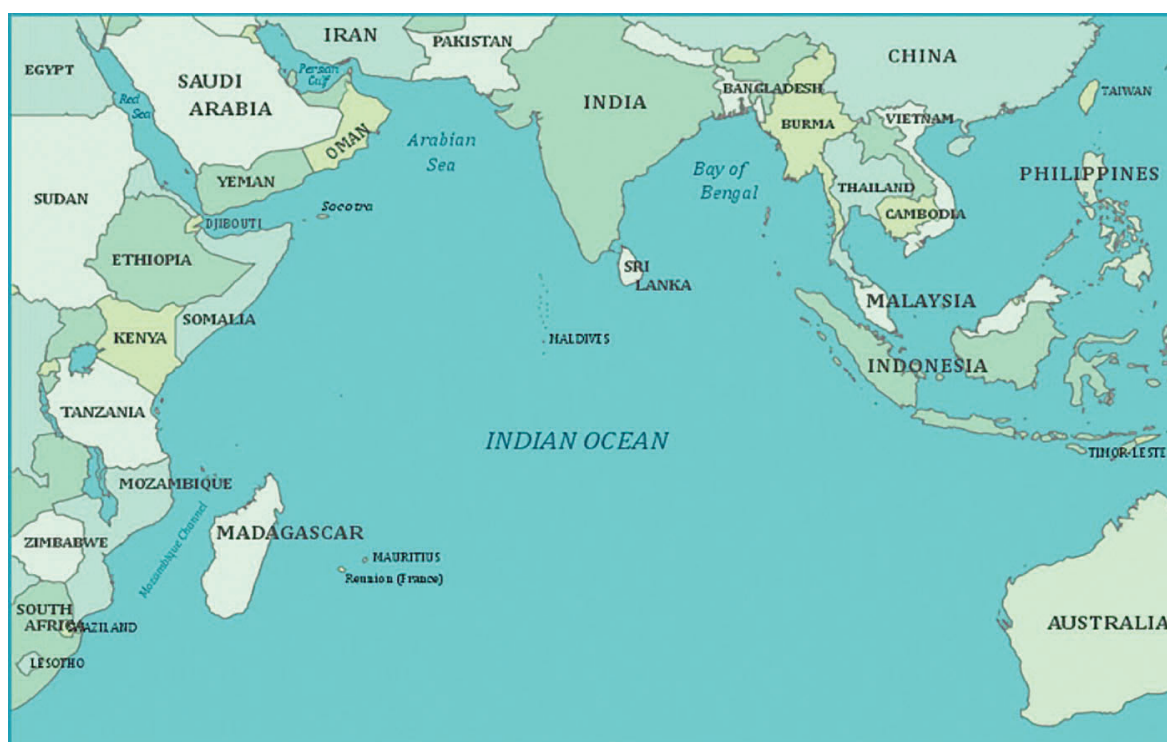 IRAN
PAKISTAN
CHINA
EGYPT
Persian
Gulf
SAUDI
ARABIA
Red
Sea
INDIA
BANGLADESH
TAIWAN
BURMA
VIETNAM
OMAN
Arabian
Sea
Bay of
Bengal
PHILIPPINES
YEMAN
THAILAND
SUDAN
Socotra
CAMBODIA
DJIBOUTI
ETHIOPIA
SRI
LANKA
MALAYSIA
SOMALIA
KENYA
MALDIVES
INDONESIA
TANZANIA
INDIAN OCEAN
TIMOR-LESTE
MOZAMBIQUE
Mozambique Channel
MADAGASCAR
ZIMBABWE
MAURITIUS
Reunion (France)
SOUTH
AFRICA
SWAZILAND
AUSTRALIA
LESOTHO